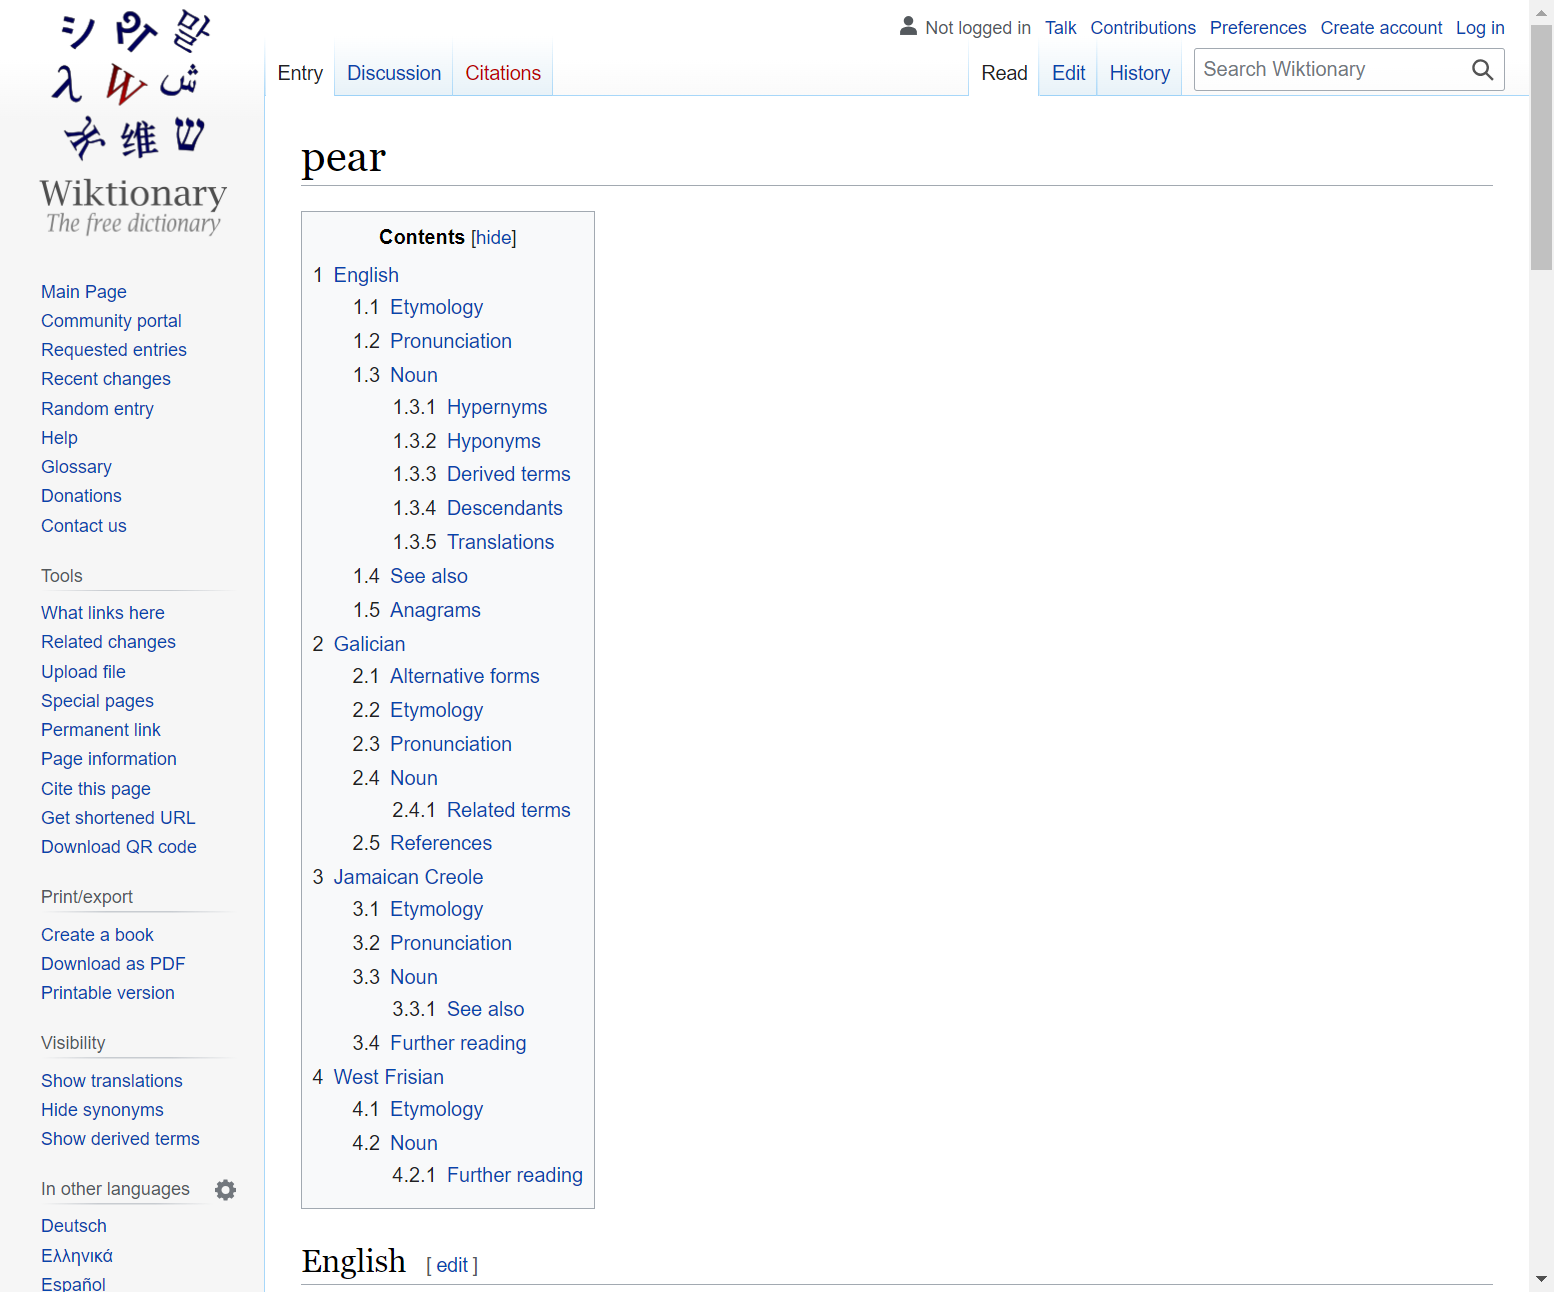 Not logged in Talk Contributions Preferences Create account Log in
Entry Discussion Citations Read Edit History Search Wiktionary
シ 말
λ W ش
维 ש
Wiktionary
The free dictionary
Main Page
Community portal
Requested entries
Recent changes
Random entry
Help
Glossary
Donations
Contact us
Tools
What links here
Related changes
Upload file
Special pages
Permanent link
Page information
Cite this page
Get shortened URL
Download QR code
Print/export
Create a book
Download as PDF
Printable version
Visibility
Show translations
Hide synonyms
Show derived terms
In other languages
Deutsch
Ελληνικά
Español
pear
Contents [hide]
1 English
1.1 Etymology
1.2 Pronunciation
1.3 Noun
1.3.1 Hypernyms
1.3.2 Hyponyms
1.3.3 Derived terms
1.3.4 Descendants
1.3.5 Translations
1.4 See also
1.5 Anagrams
2 Galician
2.1 Alternative forms
2.2 Etymology
2.3 Pronunciation
2.4 Noun
2.4.1 Related terms
2.5 References
3 Jamaican Creole
3.1 Etymology
3.2 Pronunciation
3.3 Noun
3.3.1 See also
3.4 Further reading
4 West Frisian
4.1 Etymology
4.2 Noun
4.2.1 Further reading
English [ edit ]